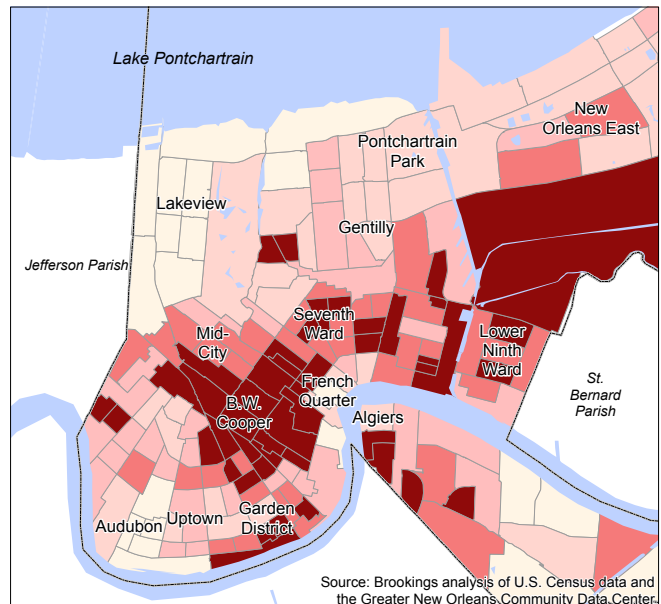 Lake Pontchartrain
New
Orleans East
Pontchartrain
Park
Lakeview
Gentilly
Jefferson Parish
Seventh
Ward
Mid-
City
Lower
Ninth
Ward
French
Quarter
B.W.
Cooper
St.
Bernard
Parish
Algiers
Garden
District
Uptown
Audubon
Source: Brookings analysis of U.S. Census data and
the Greater New Orleans Community Data Center